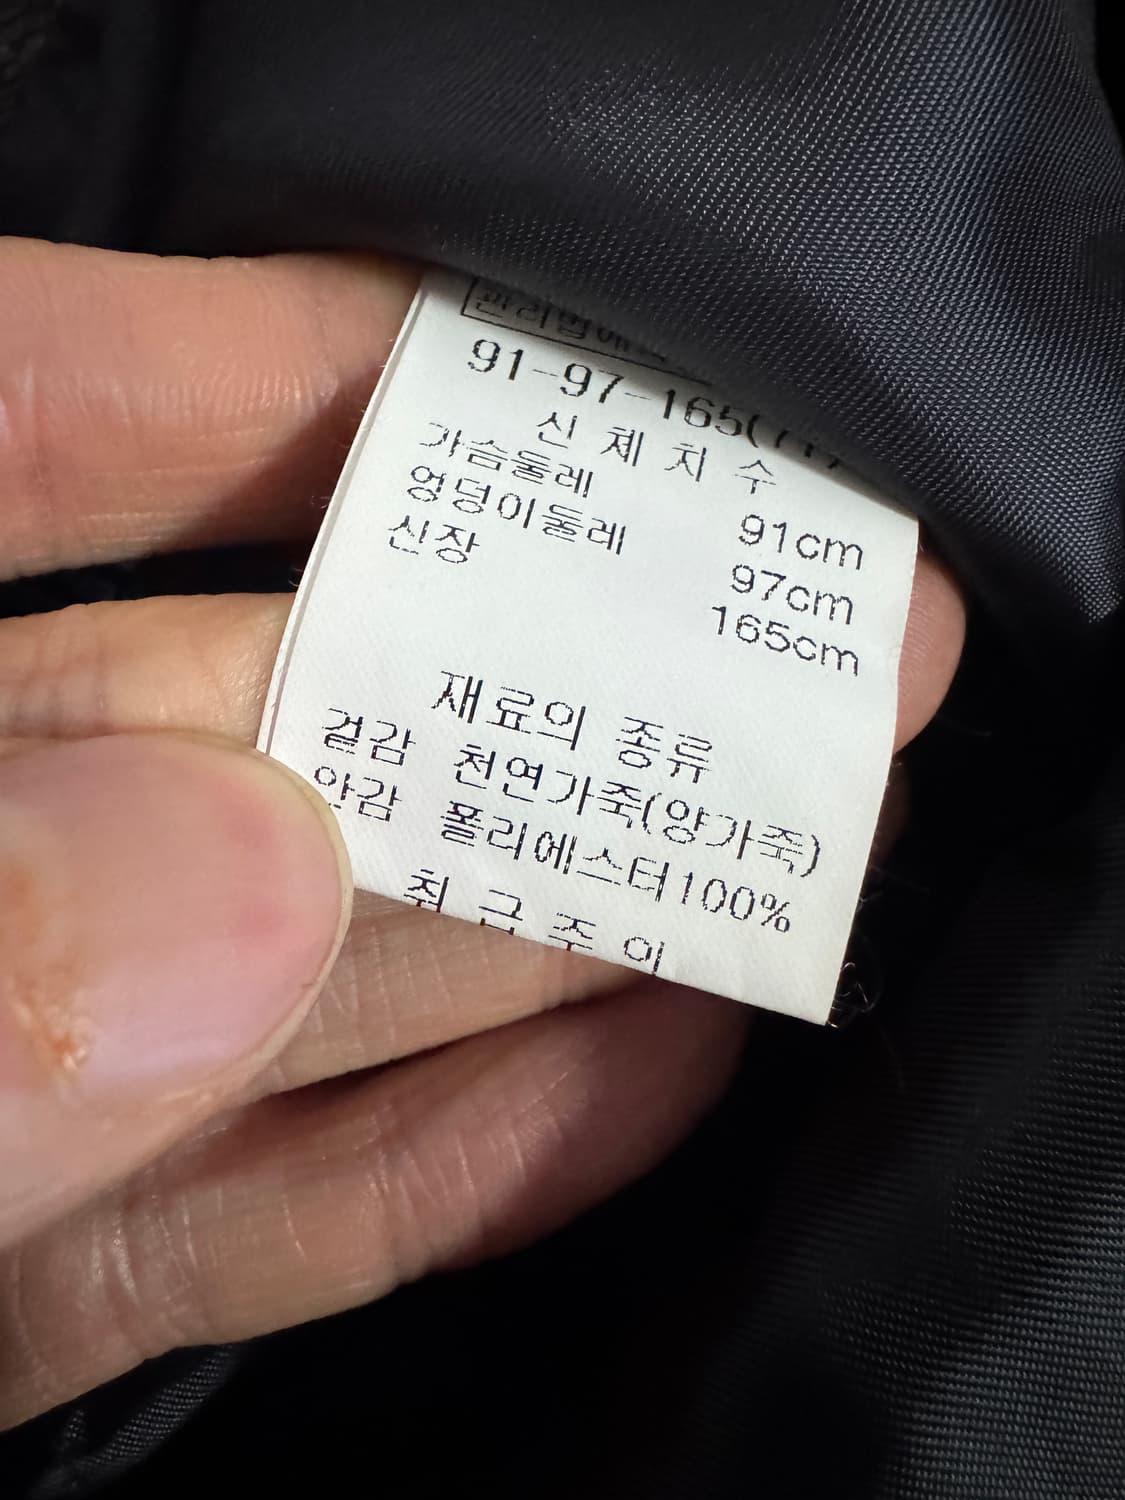 91-97-165(
신 체 치 수
가슴둘레 91cm
엉덩이둘레 97cm
신장 165cm
재료의 종류
겉감 천연가죽(양가죽)
안감 폴리에스터100%